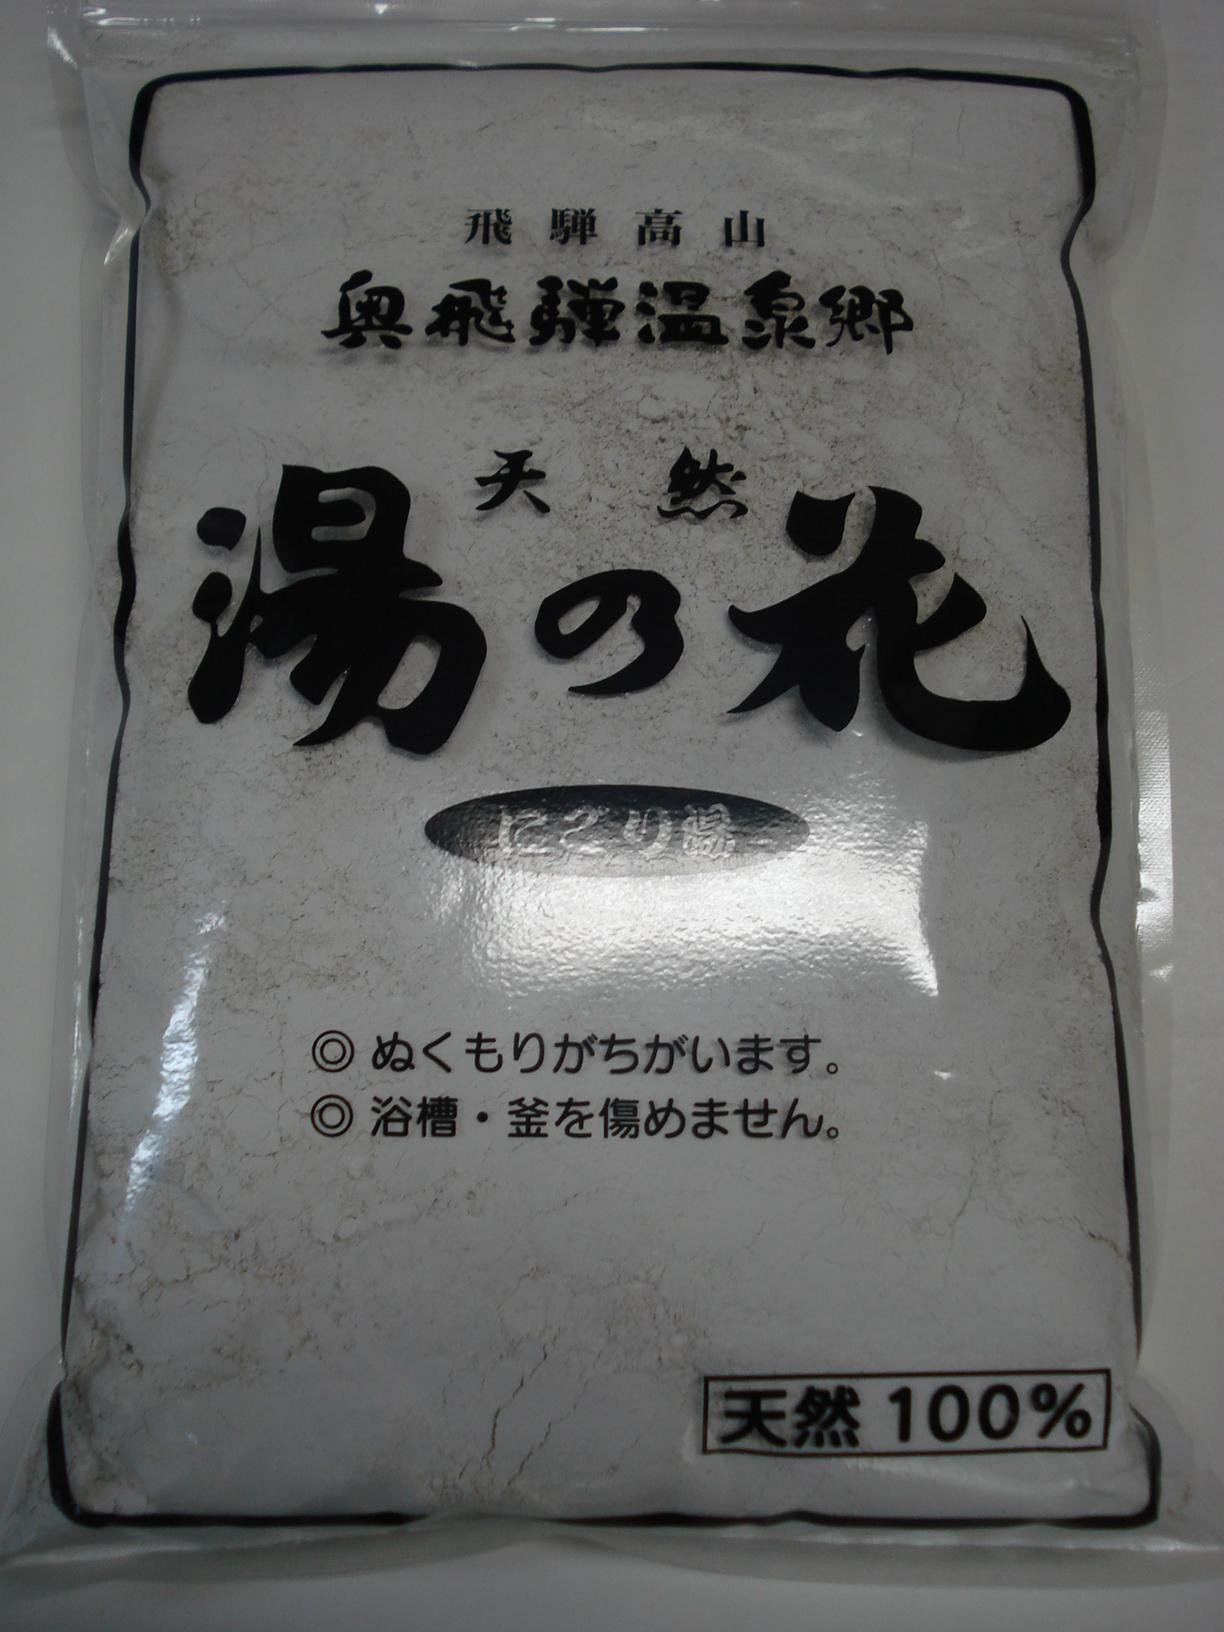 飛騨高山
奥飛騨温泉郷
天然
湯の花
にごり湯
◎ ぬくもりがちがいます。
◎ 浴槽・釜を傷めません。
天然 100%